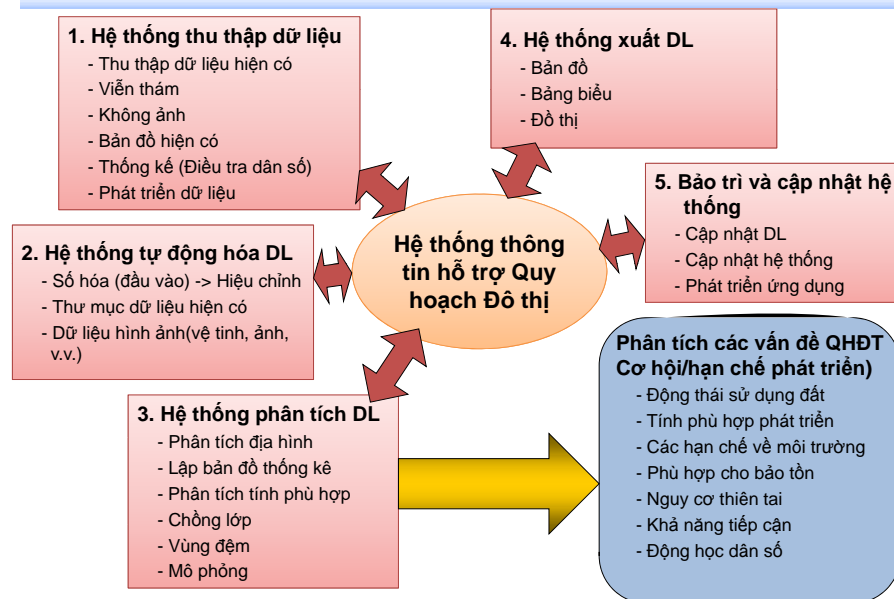 1. Hệ thống thu thập dữ liệu
- Thu thập dữ liệu hiện có
- Viễn thám
- Không ảnh
- Bản đồ hiện có
- Thống kế (Điều tra dân số)
- Phát triển dữ liệu
4. Hệ thống xuất DL
- Bản đồ
- Bảng biểu
- Đồ thị
5. Bảo trì và cập nhật hệ
thống
- Cập nhật DL
- Cập nhật hệ thống
- Phát triển ứng dụng
Hệ thống thông
tin hỗ trợ Quy
hoạch Đô thị
2. Hệ thống tự động hóa DL
- Số hóa (đầu vào) -> Hiệu chỉnh
- Thư mục dữ liệu hiện có
- Dữ liệu hình ảnh(vệ tinh, ảnh,
v.v.)
3. Hệ thống phân tích DL
- Phân tích địa hình
- Lập bản đồ thống kê
- Phân tích tính phù hợp
- Chồng lớp
- Vùng đệm
- Mô phỏng
Phân tích các vấn đề QHĐT
Cơ hội/hạn chế phát triển)
- Động thái sử dụng đất
- Tính phù hợp phát triển
- Các hạn chế về môi trường
- Phù hợp cho bảo tồn
- Nguy cơ thiên tai
- Khả năng tiếp cận
- Động học dân số